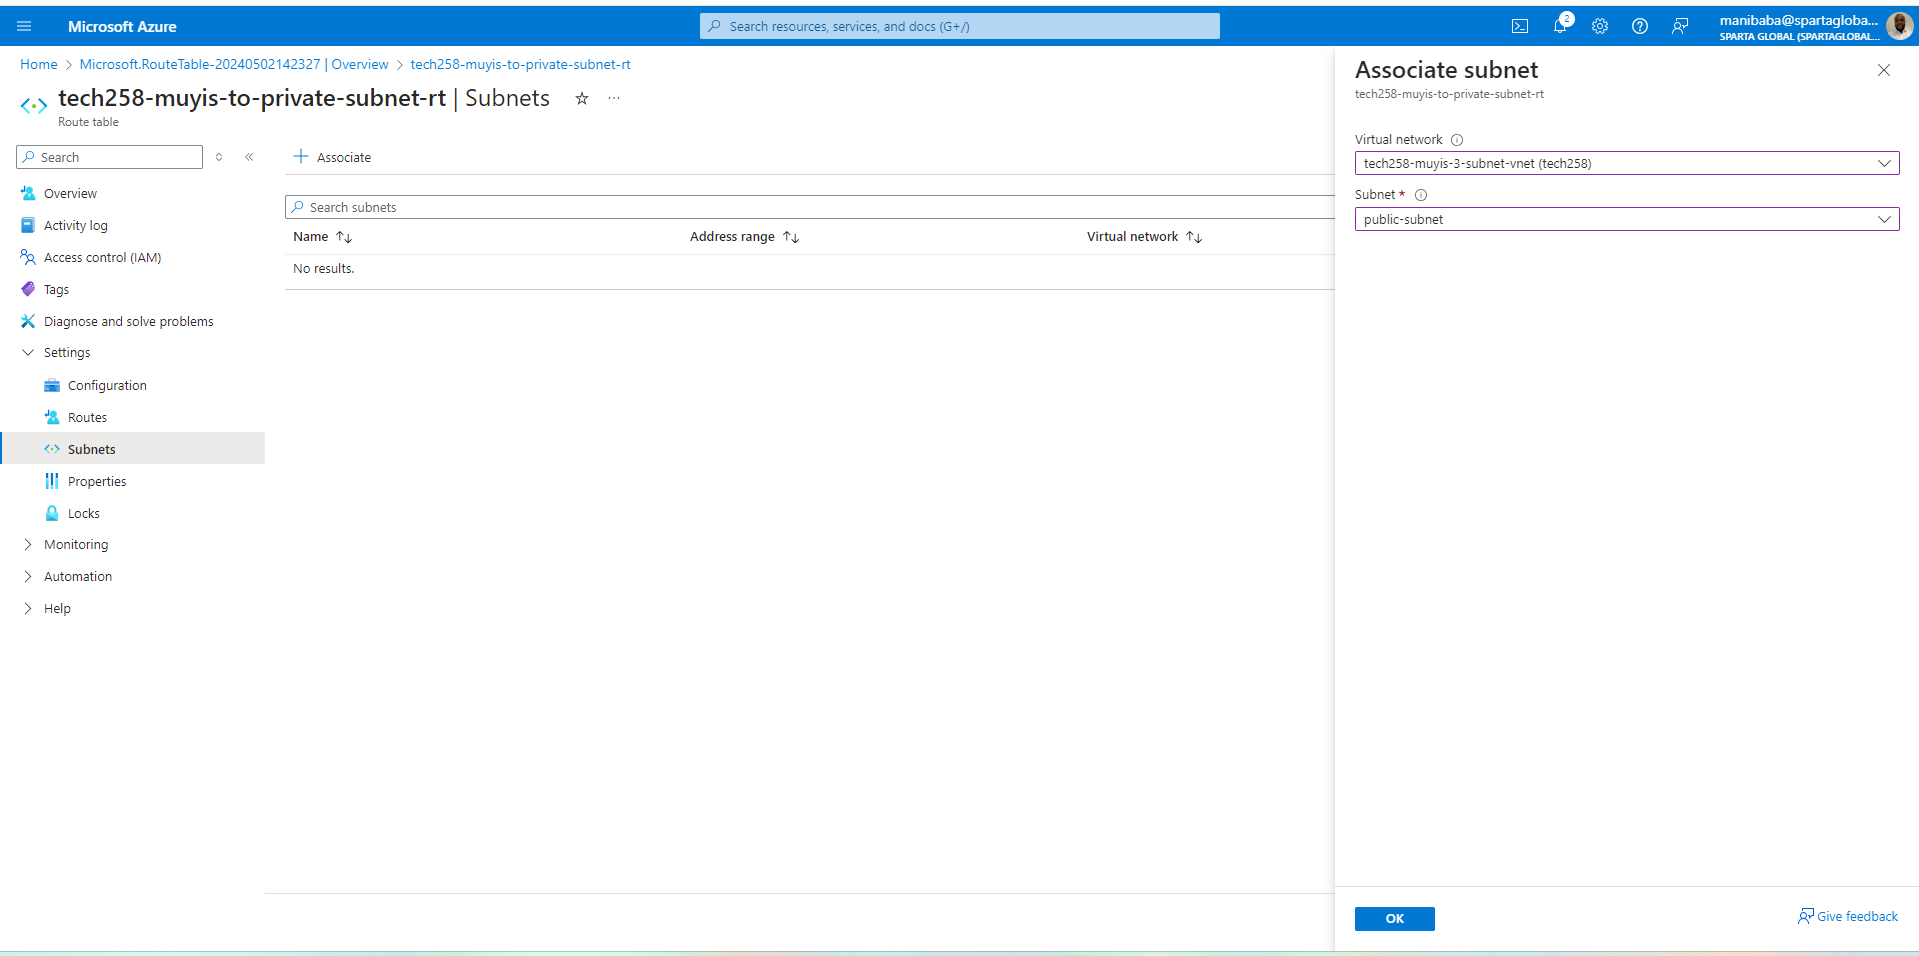 Microsoft Azure
Search resources, services, and docs (G+/)
2
manibaba@spartagloba...
SPARTA GLOBAL (SPARTAGLOBAL...
Home > Microsoft.RouteTable-20240502142327 | Overview > tech258-muyis-to-private-subnet-rt
tech258-muyis-to-private-subnet-rt | Subnets
Route table
Search
Overview
Activity log
Access control (IAM)
Tags
Diagnose and solve problems
Settings
Configuration
Routes
Subnets
Properties
Locks
Monitoring
Automation
Help
Associate
Search subnets
Name Address range Virtual network
No results.
Associate subnet
tech258-muyis-to-private-subnet-rt
Virtual network
tech258-muyis-3-subnet-vnet (tech258)
Subnet *
public-subnet
OK
Give feedback